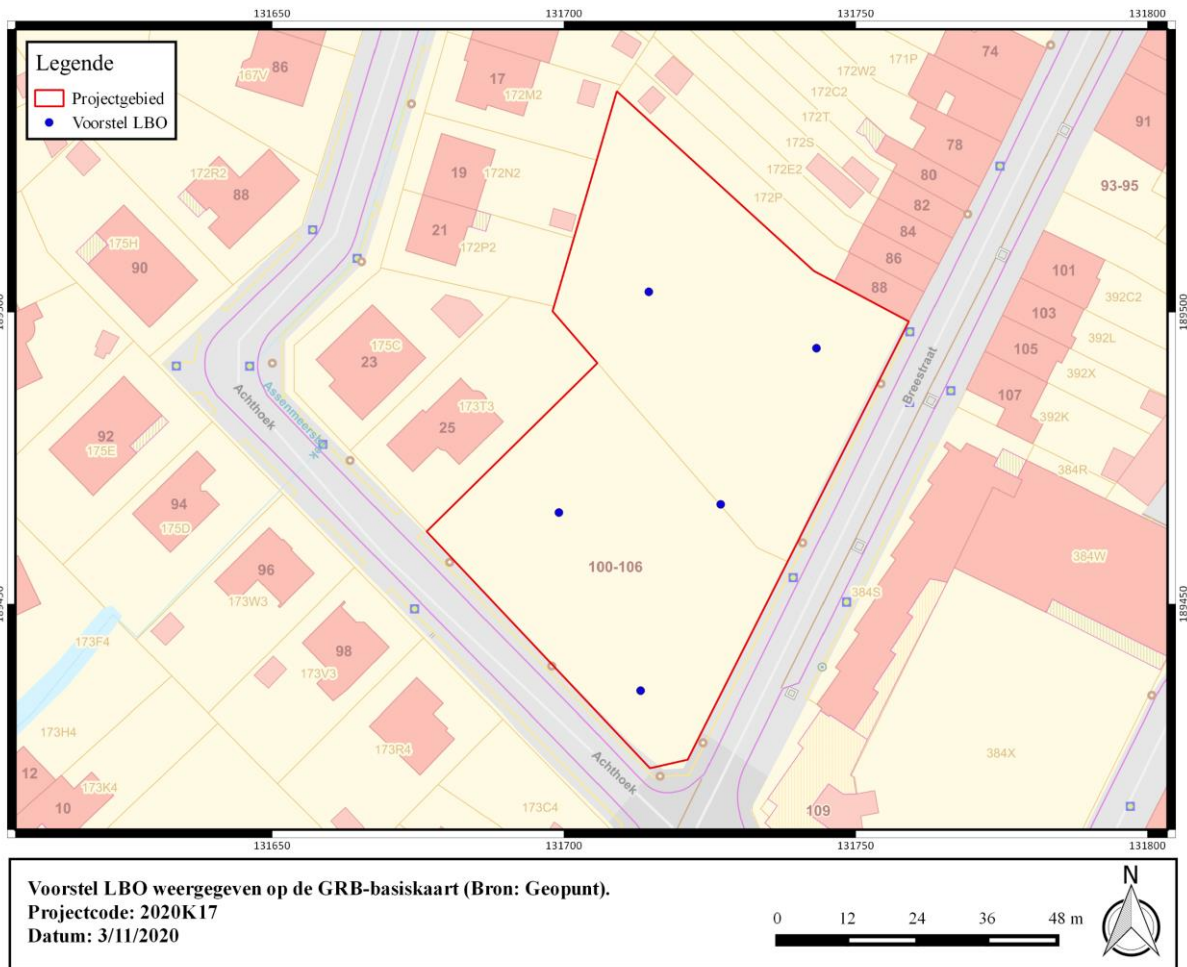 131650 131700 131750 131800
Legende
Projectgebied
Voorstel LBO
86
167V
17
172M2
172W2
171P
74
172C2
91
172T
78
172S
19
172N2
172E2
80
93-95
172R2
88
172P
82
21
84
172P2
101
175H
90
86
392C2
88
103
189500
189500
392L
105
23
175C
Breestraat
392X
107
Achthoek
Assenmeersbeek
173T3
392K
25
92
175E
384R
94
175D
384W
96
100-106
173W3
384S
189450
189450
173F4
98
173V3
173H4
173R4
384X
12
Achthoek
173K4
10
173C4
109
131650 131700 131750 131800
Voorstel LBO weergegeven op de GRB-basiskaart (Bron: Geopunt).
Projectcode: 2020K17
Datum: 3/11/2020
0 12 24 36 48 m
N